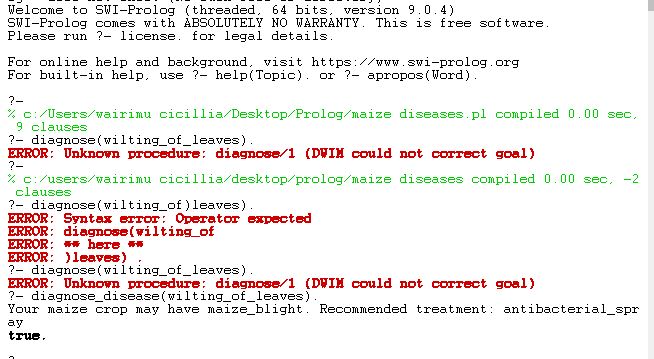 Welcome to SWI-Prolog (threaded, 64 bits, version 9.0.4)
SWI-Prolog comes with ABSOLUTELY NO WARRANTY. This is free software.
Please run ?- license. for legal details.
For online help and background, visit https://www.swi-prolog.org
For built-in help, use ?- help(Topic). or ?- apropos(Word).
?-
% c:/Users/wairimu cicillia/Desktop/Prolog/maize diseases.pl compiled 0.00 sec,
9 clauses
?- diagnose(wilting_of_leaves).
ERROR: Unknown procedure: diagnose/1 (DWIM could not correct goal)
?-
% c:/users/wairimu cicillia/desktop/prolog/maize diseases compiled 0.00 sec, -2
clauses
?- diagnose(wilting_of)leaves).
ERROR: Syntax error: Operator expected
ERROR: diagnose(wilting_of
ERROR: ** here **
ERROR: )leaves) .
?- diagnose(wilting_of_leaves).
ERROR: Unknown procedure: diagnose/1 (DWIM could not correct goal)
?- diagnose_disease(wilting_of_leaves).
Your maize crop may have maize_blight. Recommended treatment: antibacterial_spr
ay
true.